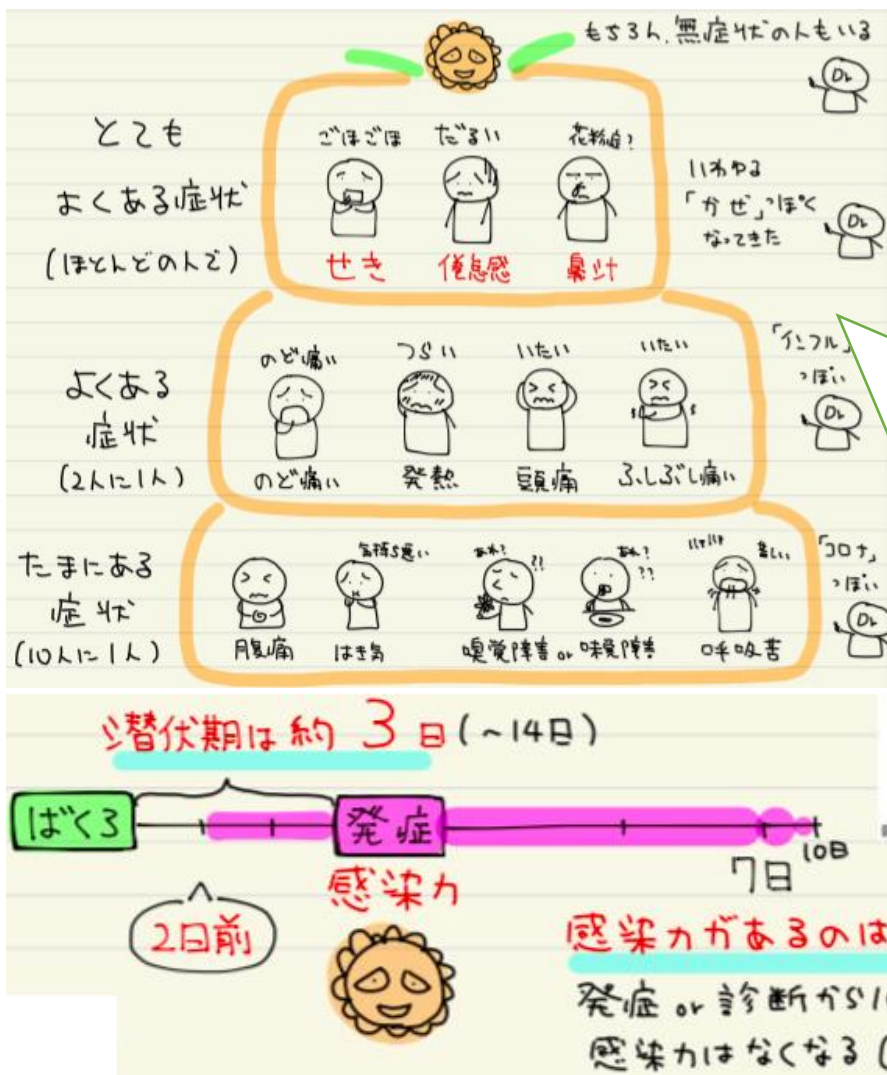 もちろん、無症状の人もいる
Dr
とても
よくある症状
(ほとんどの人で)
ごほごほ だるい 花粉症?
せき 倦怠感 鼻汁
いわゆる
「かぜ」っぽく
なってきた
Dr
よくある
症状
(2人に1人)
のど痛い つらい いたい いたい
のど痛い 発熱 頭痛 ふしぶし痛い
「インフル」
っぽい
Dr
たまにある
症状
(10人に1人)
気持ち悪い あれ? ?? あれ? ?? ハァハァ 苦しい
腹痛 はき気 嗅覚障害 or 味覚障害 呼吸苦
「コロナ」
っぽい
Dr
潜伏期は約3日(~14日)
ばくろ 発症
7日 10日
2日前
感染力
感染力があるのは
発症 or 診断から1
感染力はなくなる(